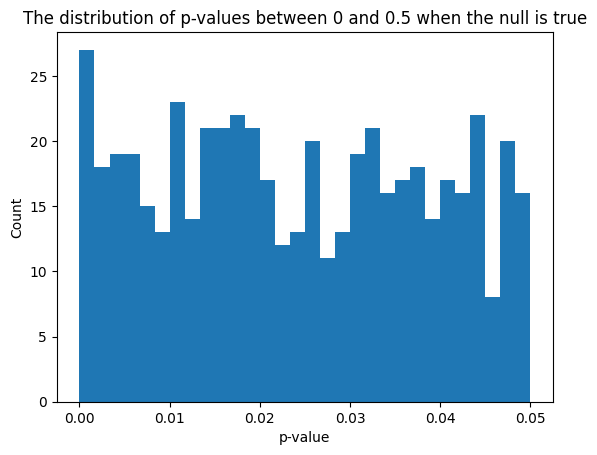 The distribution of p-values between 0 and 0.5 when the null is true
25
20
15
10
5
0
Count
0.00 0.01 0.02 0.03 0.04 0.05
p-value